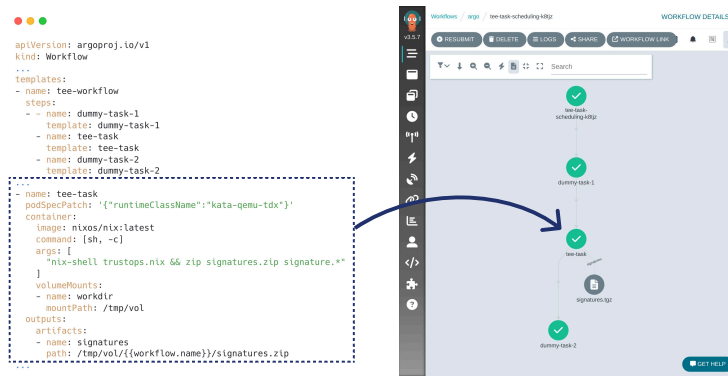 apiVersion: argoproj.io/v1
kind: Workflow
...
templates:
- name: tee-workflow
  steps:
  - - name: dummy-task-1
      template: dummy-task-1
    - name: tee-task
      template: tee-task
    - name: dummy-task-2
      template: dummy-task-2
...
- name: tee-task
  podSpecPatch: '{"runtimeClassName":"kata-qemu-tdx"}'
  container:
    image: nixos/nix:latest
    command: [sh, -c]
    args: [
      "nix-shell trustops.nix && zip signatures.zip signature.*"
    ]
    volumeMounts:
    - name: workdir
      mountPath: /tmp/vol
  outputs:
    artifacts:
    - name: signatures
      path: /tmp/vol/{{workflow.name}}/signatures.zip
...
v3.5.7
Workflows / argo / tee-task-scheduling-k8tjz
WORKFLOW DETAILS
RESUBMIT
DELETE
LOGS
SHARE
WORKFLOW LINK
Search
tee-task-
scheduling-k8tjz
dummy-task-1
tee-task
signatures
signatures.tgz
dummy-task-2
GET HELP